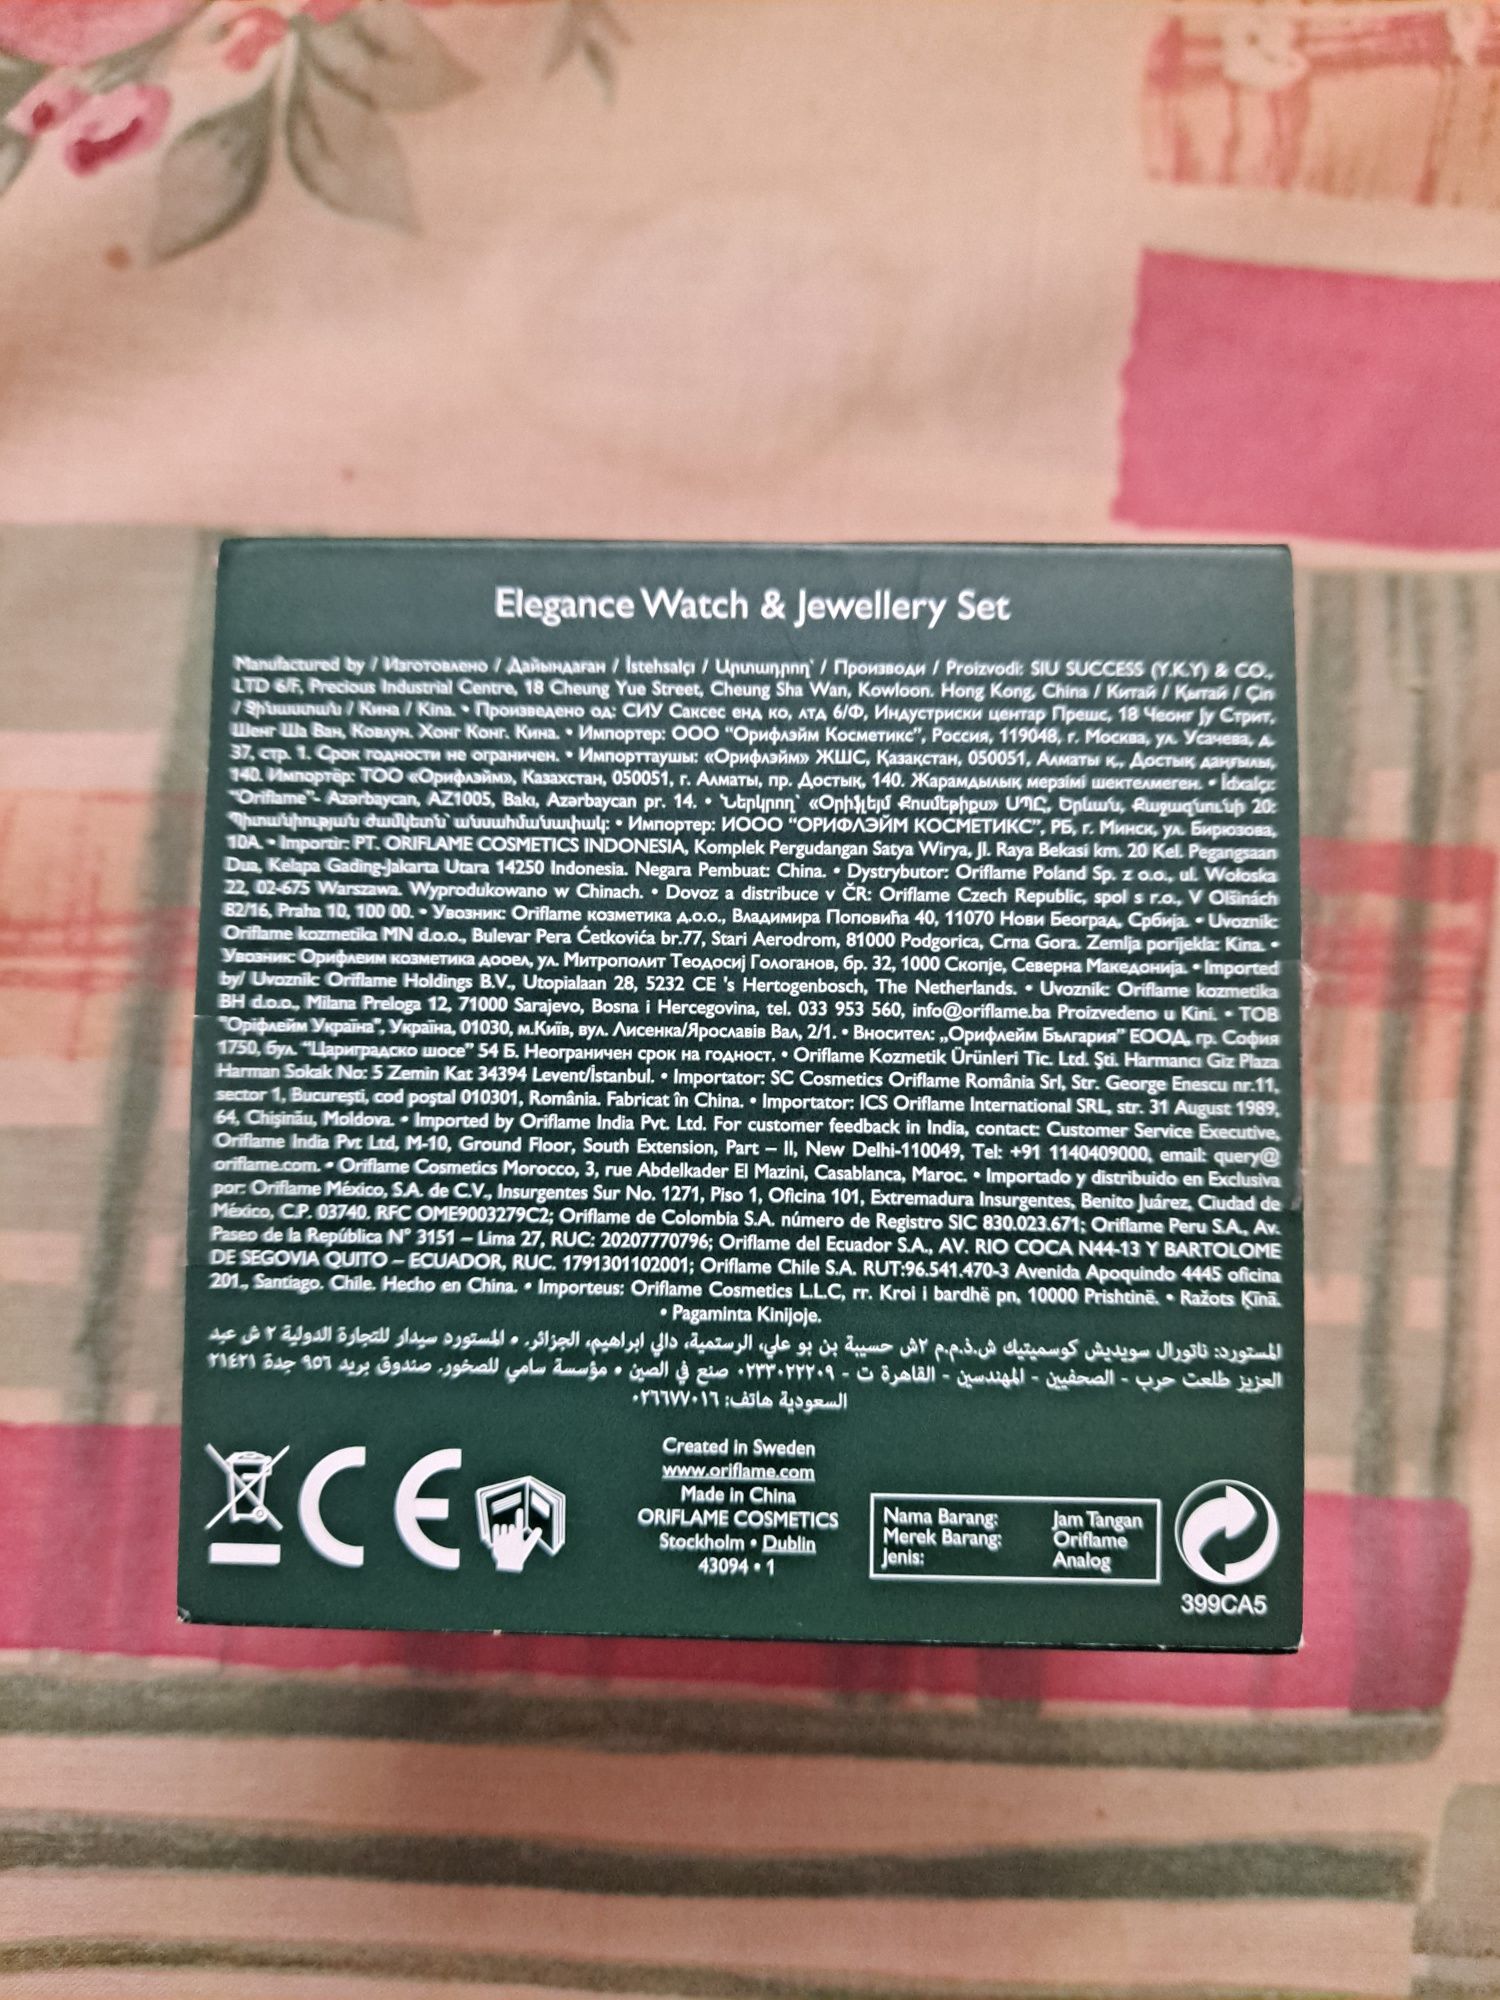 Elegance Watch & Jewellery Set
Manufactured by / Изготовлено / Дайындаған / İstehsalçı / Արտադրող՝ / Произведи / Proizvodi: SIU SUCCESS (Y.K.Y) & CO.,
LTD 6/F, Precious Industrial Centre, 18 Cheung Yue Street, Cheung Sha Wan, Kowloon. Hong Kong, China / Китай / Қытай / Çin
/ Չինաստան / Кина / Kina. • Произведено од: СИУ Саксес енд ко, лтд 6/Ф, Индустриски центар Прешс, 18 Чеонг Ју Стрит,
Шенг Ша Ван, Ковлун. Хонг Конг. Кина. • Импортер: ООО “Орифлэйм Косметикс”, Россия, 119048, г. Москва, ул. Усачева, д.
37, стр. 1. Срок годности не ограничен. • Импорттаушы: «Орифлэйм» ЖШС, Қазақстан, 050051, Алматы қ., Достық даңғылы,
140. Импортёр: ТОО «Орифлэйм», Казахстан, 050051, г. Алматы, пр. Достык, 140. Жарамдылық мерзімі шектелмеген. • İdxalçı:
“Oriflame”- Azərbaycan, AZ1005, Bakı, Azərbaycan pr. 14. • Ներկրող՝ «Օրիֆլեյմ Քոսմեթիքս» ՍՊԸ, Երևան, Քաջազնունի 20:
Պիտանիության ժամկետն՝ անսահմանափակ: • Импортер: ИООО “ОРИФЛЭЙМ КОСМЕТИКС”, РБ, г. Минск, ул. Бирюзова,
10А. • Importir: PT. ORIFLAME COSMETICS INDONESIA, Komplek Pergudangan Satya Wirya, Jl. Raya Bekasi km. 20 Kel. Pegangsaan
Dua, Kelapa Gading-Jakarta Utara 14250 Indonesia. Negara Pembuat: China. • Dystrybutor: Oriflame Poland Sp. z o.o., ul. Wołoska
22, 02-675 Warszawa. Wyprodukowano w Chinach. • Dovoz a distribuce v ČR: Oriflame Czech Republic, spol s r.o., V Olšinách
82/16, Praha 10, 100 00. • Увозник: Oriflame козметика д.о.о., Владимира Поповића 40, 11070 Нови Београд, Србија. • Uvoznik:
Oriflame kozmetika MN d.o.o., Bulevar Pera Ćetkovića br.77, Stari Aerodrom, 81000 Podgorica, Crna Gora. Zemlja porijekla: Kina. •
Увозник: Орифлеим козметика дооел, ул. Митрополит Теодосиј Гологанов, бр. 32, 1000 Скопје, Северна Македонија. • Imported
by/ Uvoznik: Oriflame Holdings B.V., Utopialaan 28, 5232 CE 's Hertogenbosch, The Netherlands. • Uvoznik: Oriflame kozmetika
BH d.o.o., Milana Preloga 12, 71000 Sarajevo, Bosna i Hercegovina, tel. 033 953 560, info@oriflame.ba Proizvedeno u Kini. • ТОВ
“Оріфлейм Україна”, Україна, 01030, м.Київ, вул. Лисенка/Ярославів Вал, 2/1. • Вносител: „Орифлейм България” ЕООД, гр. София
1750, бул. “Цариградско шосе” 54 Б. Неограничен срок на годност. • Oriflame Kozmetik Ürünleri Tic. Ltd. Şti. Harmancı Giz Plaza
Harman Sokak No: 5 Zemin Kat 34394 Levent/İstanbul. • Importator: SC Cosmetics Oriflame România Srl, Str. George Enescu nr.11,
sector 1, Bucureşti, cod poştal 010301, România. Fabricat în China. • Importator: ICS Oriflame International SRL, str. 31 August 1989,
64, Chişinău, Moldova. • Imported by Oriflame India Pvt. Ltd. For customer feedback in India, contact: Customer Service Executive,
Oriflame India Pvt Ltd, M-10, Ground Floor, South Extension, Part – II, New Delhi-110049, Tel: +91 1140409000, email: query@
oriflame.com. • Oriflame Cosmetics Morocco, 3, rue Abdelkader El Mazini, Casablanca, Maroc. • Importado y distribuido en Exclusiva
por: Oriflame México, S.A. de C.V., Insurgentes Sur No. 1271, Piso 1, Oficina 101, Extremadura Insurgentes, Benito Juárez, Ciudad de
México, C.P. 03740. RFC OME9003279C2; Oriflame de Colombia S.A. número de Registro SIC 830.023.671; Oriflame Peru S.A., Av.
Paseo de la República N° 3151 – Lima 27, RUC: 20207770796; Oriflame del Ecuador S.A., AV. RIO COCA N44-13 Y BARTOLOME
DE SEGOVIA QUITO – ECUADOR, RUC. 1791301102001; Oriflame Chile S.A. RUT:96.541.470-3 Avenida Apoquindo 4445 oficina
201., Santiago. Chile. Hecho en China. • Importeus: Oriflame Cosmetics L.L.C, rr. Kroi i bardhë pn, 10000 Prishtinë. • Ražots Ķīnā.
• Pagaminta Kinijoje.
المستورد: ناتورال سويديش كوسميتيك ش.ذ.م.م ٢ش حسيبة بن بو علي، الرستمية، دالي ابراهيم، الجزائر. • المستورد سيدار للتجارة الدولية ٢ ش عبد
العزيز طلعت حرب - الصحفيين - المهندسين - القاهرة ت - ٠٢٣٣٠٢٢٢٠٩ صنع في الصين • مؤسسة سامي للصخور. صندوق بريد ٩٥٦ جدة ٢١٤٢١
السعودية هاتف: ٠٢٦٦٧٧٠١٦
CE
Created in Sweden
www.oriflame.com
Made in China
ORIFLAME COSMETICS
Stockholm • Dublin
43094 • 1
Nama Barang: Jam Tangan
Merek Barang: Oriflame
Jenis: Analog
399CA5